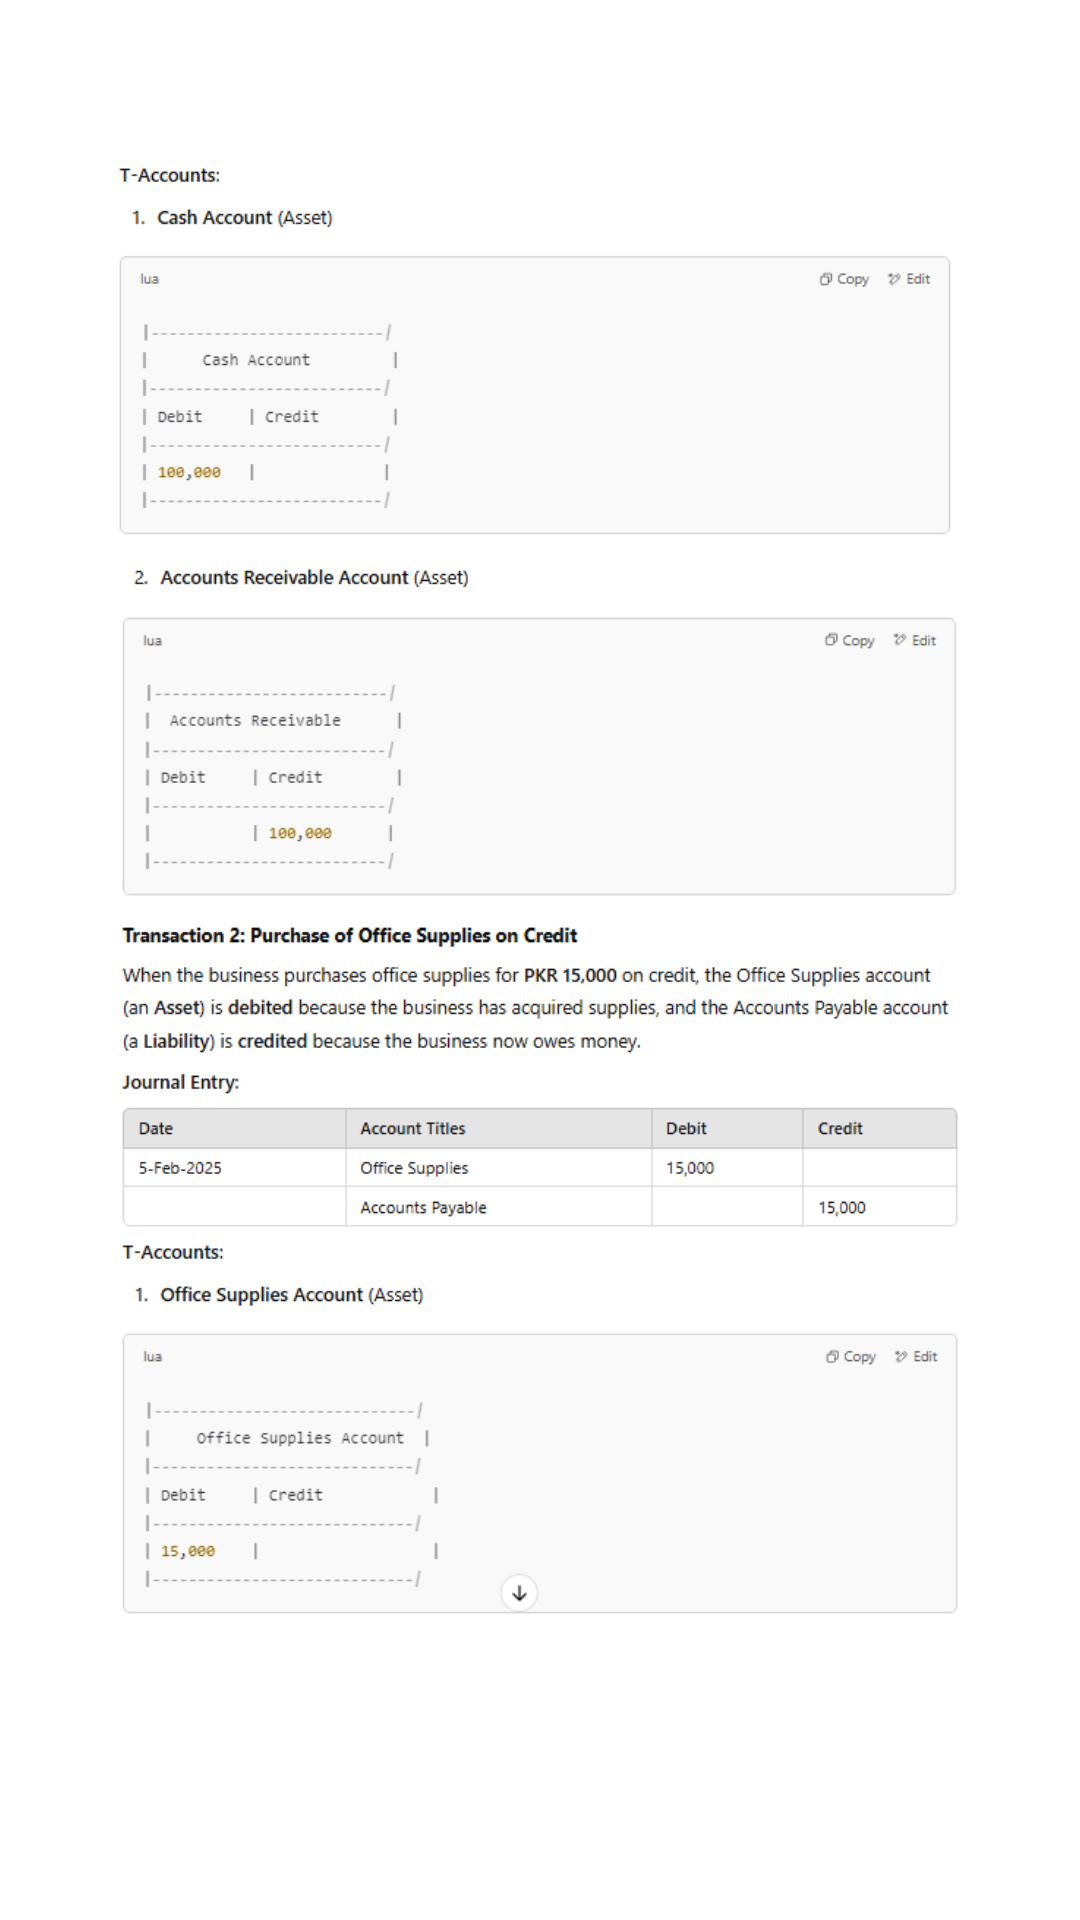 T-Accounts:
1. Cash Account (Asset)
lua
Copy Edit
|--------------------------/
| Cash Account |
|--------------------------/
| Debit | Credit |
|--------------------------/
| 100,000 | |
|--------------------------/
2. Accounts Receivable Account (Asset)
lua
Copy Edit
|--------------------------/
| Accounts Receivable |
|--------------------------/
| Debit | Credit |
|--------------------------/
| | 100,000 |
|--------------------------/
Transaction 2: Purchase of Office Supplies on Credit
When the business purchases office supplies for PKR 15,000 on credit, the Office Supplies account
(an Asset) is debited because the business has acquired supplies, and the Accounts Payable account
(a Liability) is credited because the business now owes money.
Journal Entry:
Date Account Titles Debit Credit
5-Feb-2025 Office Supplies 15,000
Accounts Payable 15,000
T-Accounts:
1. Office Supplies Account (Asset)
lua
Copy Edit
|-----------------------------/
| Office Supplies Account |
|-----------------------------/
| Debit | Credit |
|-----------------------------/
| 15,000 | |
|-----------------------------/